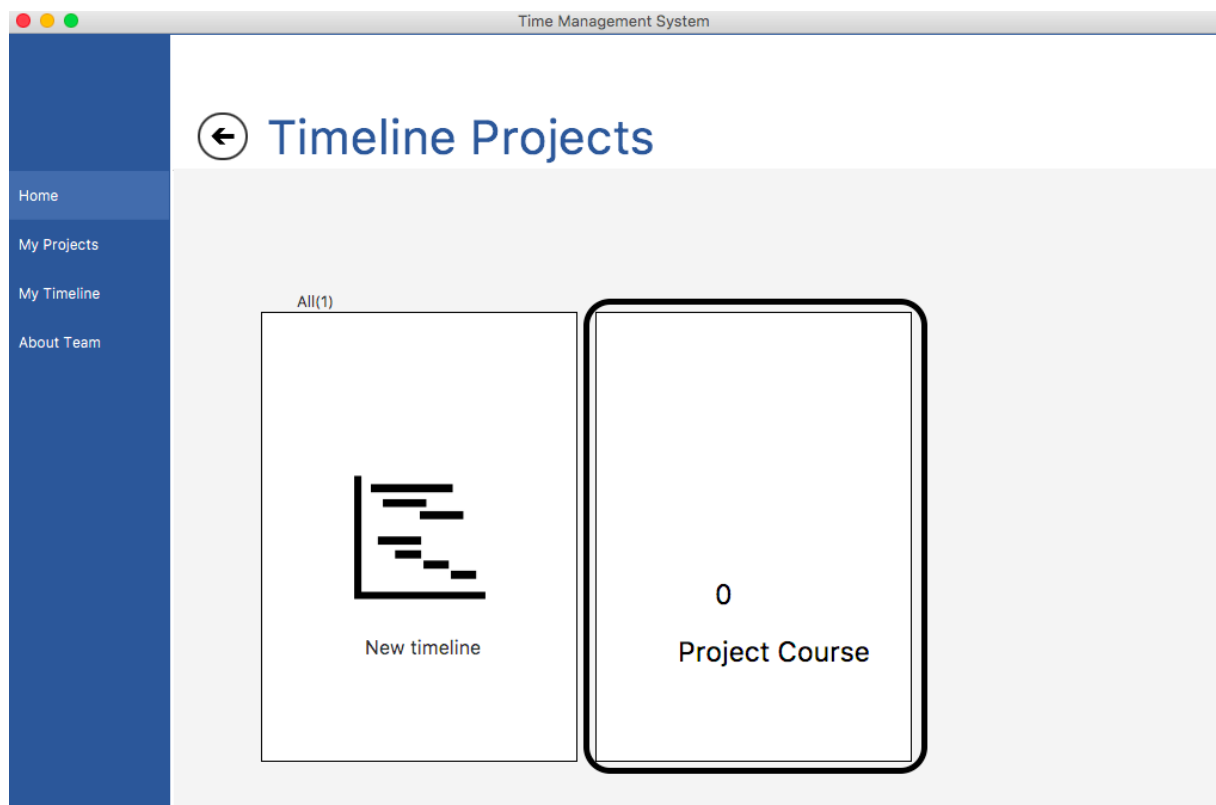 Time Management System
Timeline Projects
Home
My Projects
My Timeline
About Team
All(1)
New timeline
0
Project Course